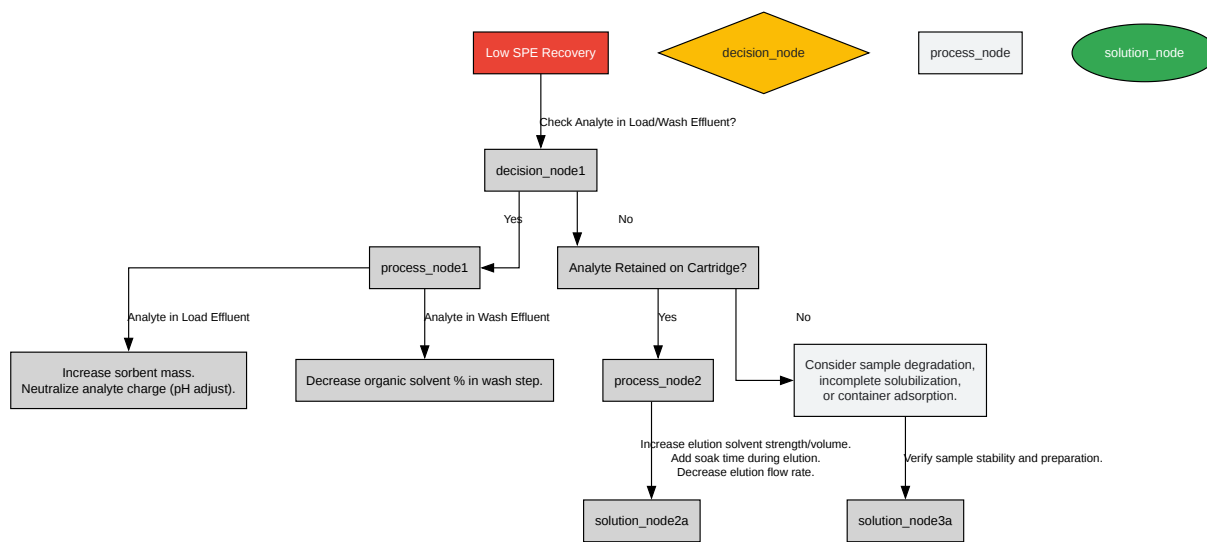 Low SPE Recovery
decision_node
process_node
solution_node
Check Analyte in Load/Wash Effluent?
decision_node1
Yes
No
process_node1
Analyte Retained on Cartridge?
Analyte in Load Effluent
Analyte in Wash Effluent
Yes
No
Increase sorbent mass.
Neutralize analyte charge (pH adjust).
Decrease organic solvent % in wash step.
process_node2
Consider sample degradation,
incomplete solubilization,
or container adsorption.
Increase elution solvent strength/volume.
Add soak time during elution.
Decrease elution flow rate.
Verify sample stability and preparation.
solution_node2a
solution_node3a